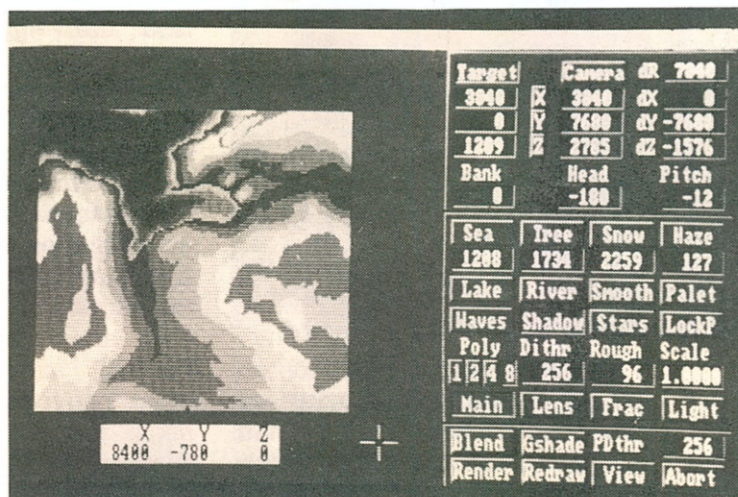 Target Camera dR 7040
3040 X 3040 dX 0
0 Y 7680 dY -7680
1209 Z 2785 dZ -1576
Bank Head Pitch
0 -180 -12
Sea Tree Snow Haze
1208 1734 2259 127
Lake River Smooth Palet
Waves Shadow Stars LockP
Poly Dithr Rough Scale
1 2 4 8 256 96 1.0000
Main Lens Frac Light
Blend Gshade PDthr 256
Render Redraw View Abort
X Y Z
8400 -780 0